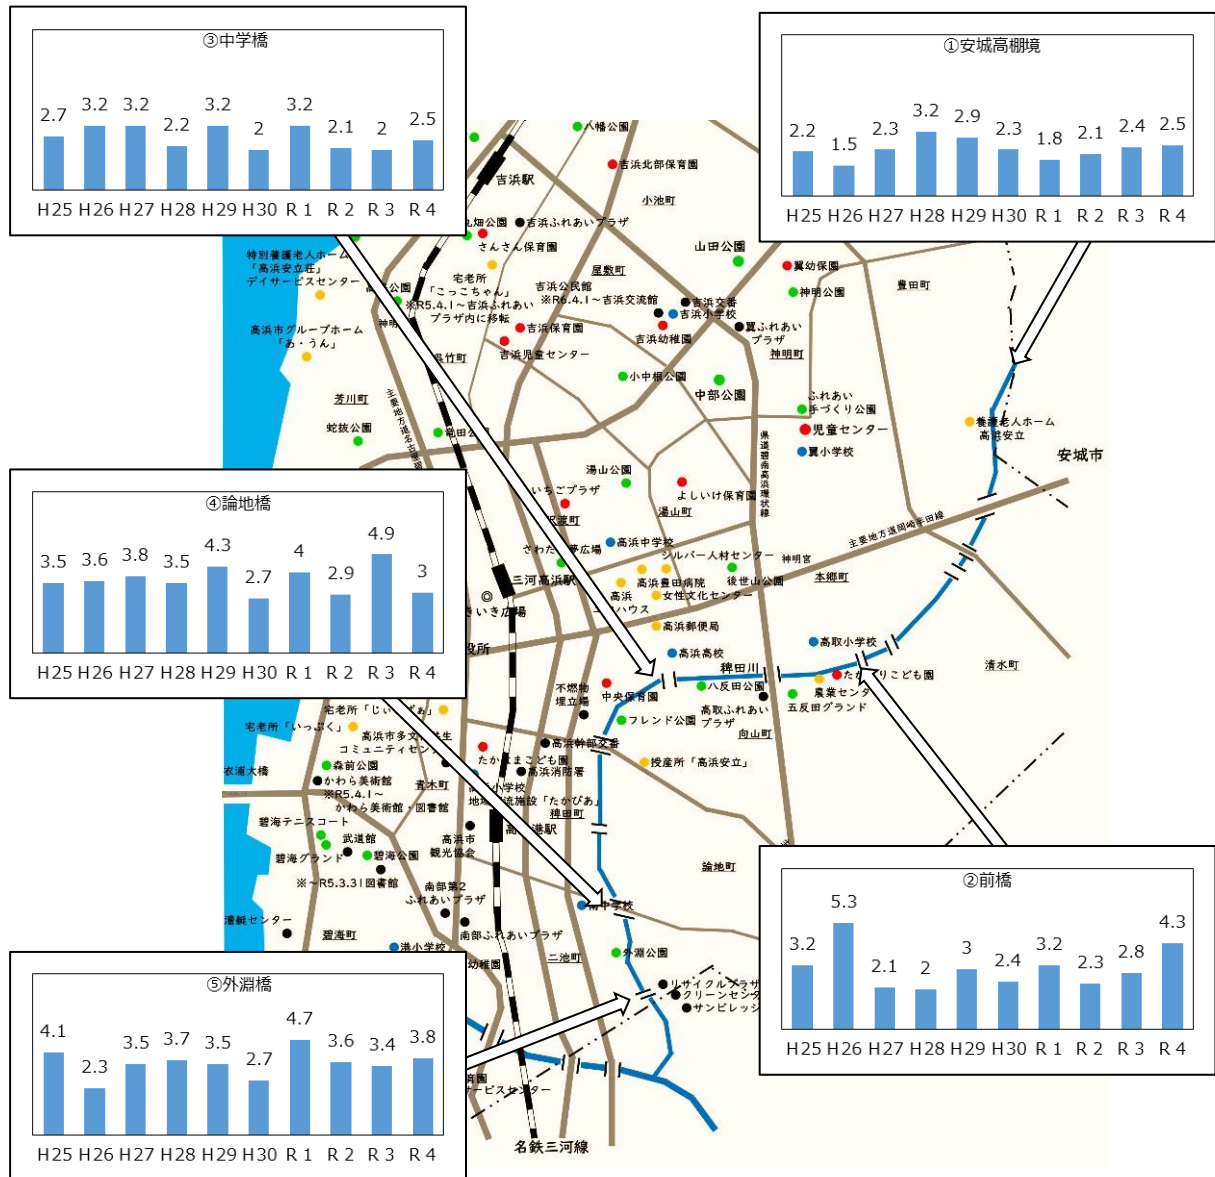 ③中学橋
2.7 3.2 3.2 2.2 3.2 2 3.2 2.1 2 2.5
H25 H26 H27 H28 H29 H30 R1 R2 R3 R4
①安城高棚境
2.2 1.5 2.3 3.2 2.9 2.3 1.8 2.1 2.4 2.5
H25 H26 H27 H28 H29 H30 R1 R2 R3 R4
八幡公園
吉浜駅
吉浜北部保育園
小池町
丸畑公園
吉浜ふれあいプラザ
さんさん保育園
山田公園
特別養護老人ホーム
「高浜安立荘」
デイサービスセンター
宅老所
「こっこちゃん」
※R5.4.1～吉浜ふれあい
プラザ内に移転
屋敷町
吉浜公民館
※R6.4.1～吉浜交流館
翼幼保園
豊田町
神明公園
吉浜交番
吉浜小学校
吉浜幼稚園
翼ふれあい
プラザ
神明町
高浜市グループホーム
「あ・うん」
吉浜保育園
吉浜児童センター
呉竹町
小中根公園
中部公園
芳川町
蛇抜公園
ふれあい
手づくり公園
児童センター
翼小学校
養護老人ホーム
高浜安立
安城市
県道碧南高浜環状線
湯山公園
いちごプラザ
よしいけ保育園
湯山町
沢渡町
主要地方道岡崎半田線
④論地橋
3.5 3.6 3.8 3.5 4.3 2.7 4 2.9 4.9 3
H25 H26 H27 H28 H29 H30 R1 R2 R3 R4
高浜中学校
シルバー人材センター
神明宮
三河高浜駅
高浜豊田病院
後世山公園
本郷町
女性文化センター
高浜郵便局
高浜高校
稗田川
高取小学校
清水町
不燃物
埋立場
中央保育園
八反田公園
農業センター
五反田グランド
高取ふれあい
プラザ
向山町
フレンド公園
授産所「高浜安立」
宅老所「いっぷく」
高浜市多文化共生
コミュニティセンター
高浜幹部交番
たかはまこども園
高浜消防署
衣浦大橋
森前公園
かわら美術館
※R5.4.1～
かわら美術館・図書館
青木町
地域交流施設「たかぴあ」
稗田町
碧海テニスコート
武道館
碧海グランド
碧海公園
※～R5.3.31図書館
高浜市
観光協会
論地町
南部第2
ふれあいプラザ
南中学校
碧海町
南部ふれあいプラザ
港小学校
二池町
外淵公園
リサイクルプラザ
サンビレッジ
②前橋
3.2 5.3 2.1 2 3 2.4 3.2 2.3 2.8 4.3
H25 H26 H27 H28 H29 H30 R1 R2 R3 R4
⑤外淵橋
4.1 2.3 3.5 3.7 3.5 2.7 4.7 3.6 3.4 3.8
H25 H26 H27 H28 H29 H30 R1 R2 R3 R4
名鉄三河線